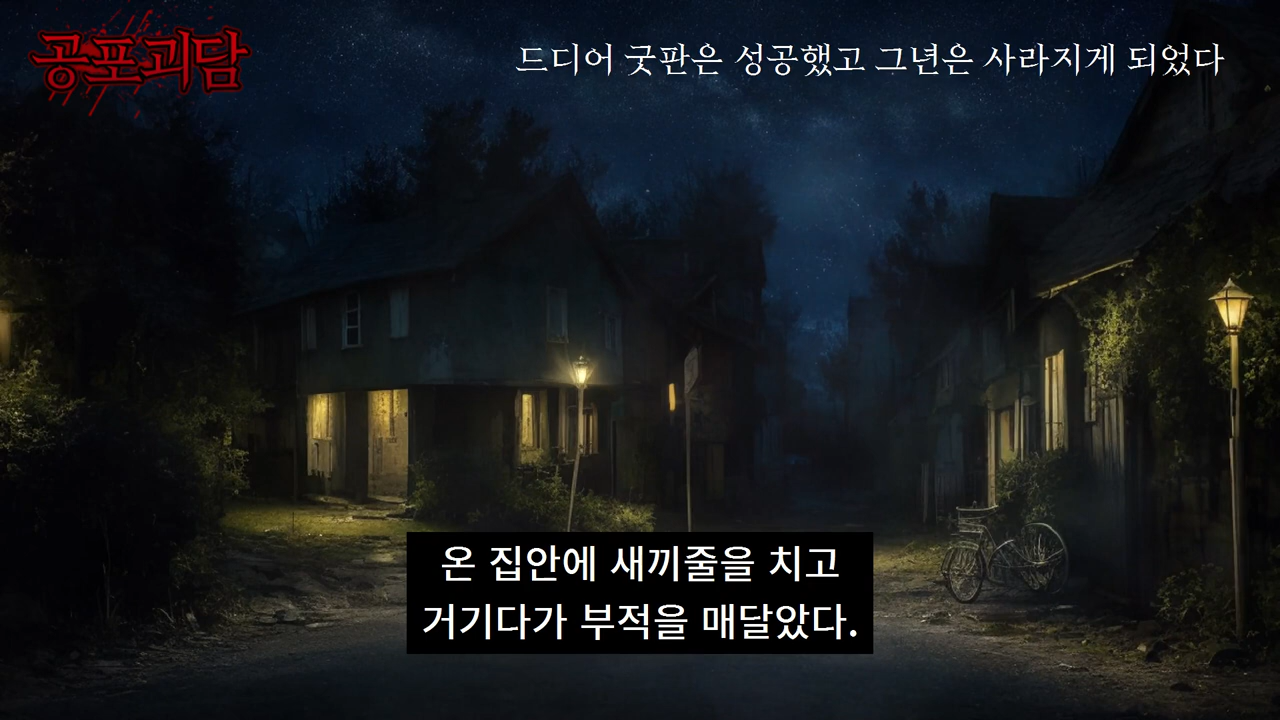 공포괴담
드디어 굿판은 성공했고 그년은 사라지게 되었다
온 집안에 새끼줄을 치고
거기다가 부적을 매달았다.